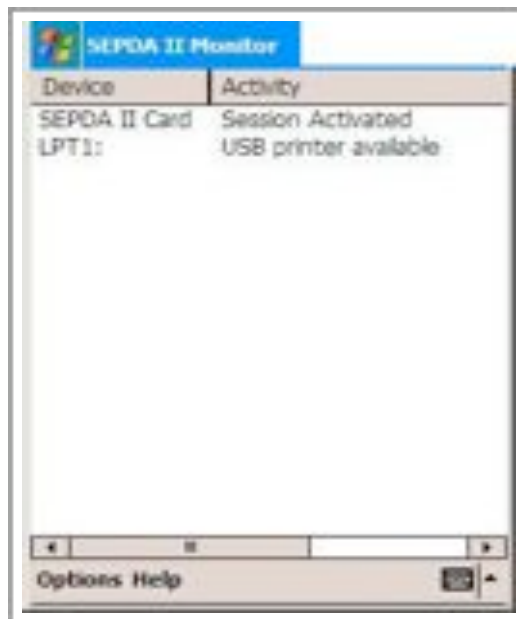 SEPDA II Monitor
Device Activity
SEPDA II Card Session Activated
LPT1: USB printer available
Options Help